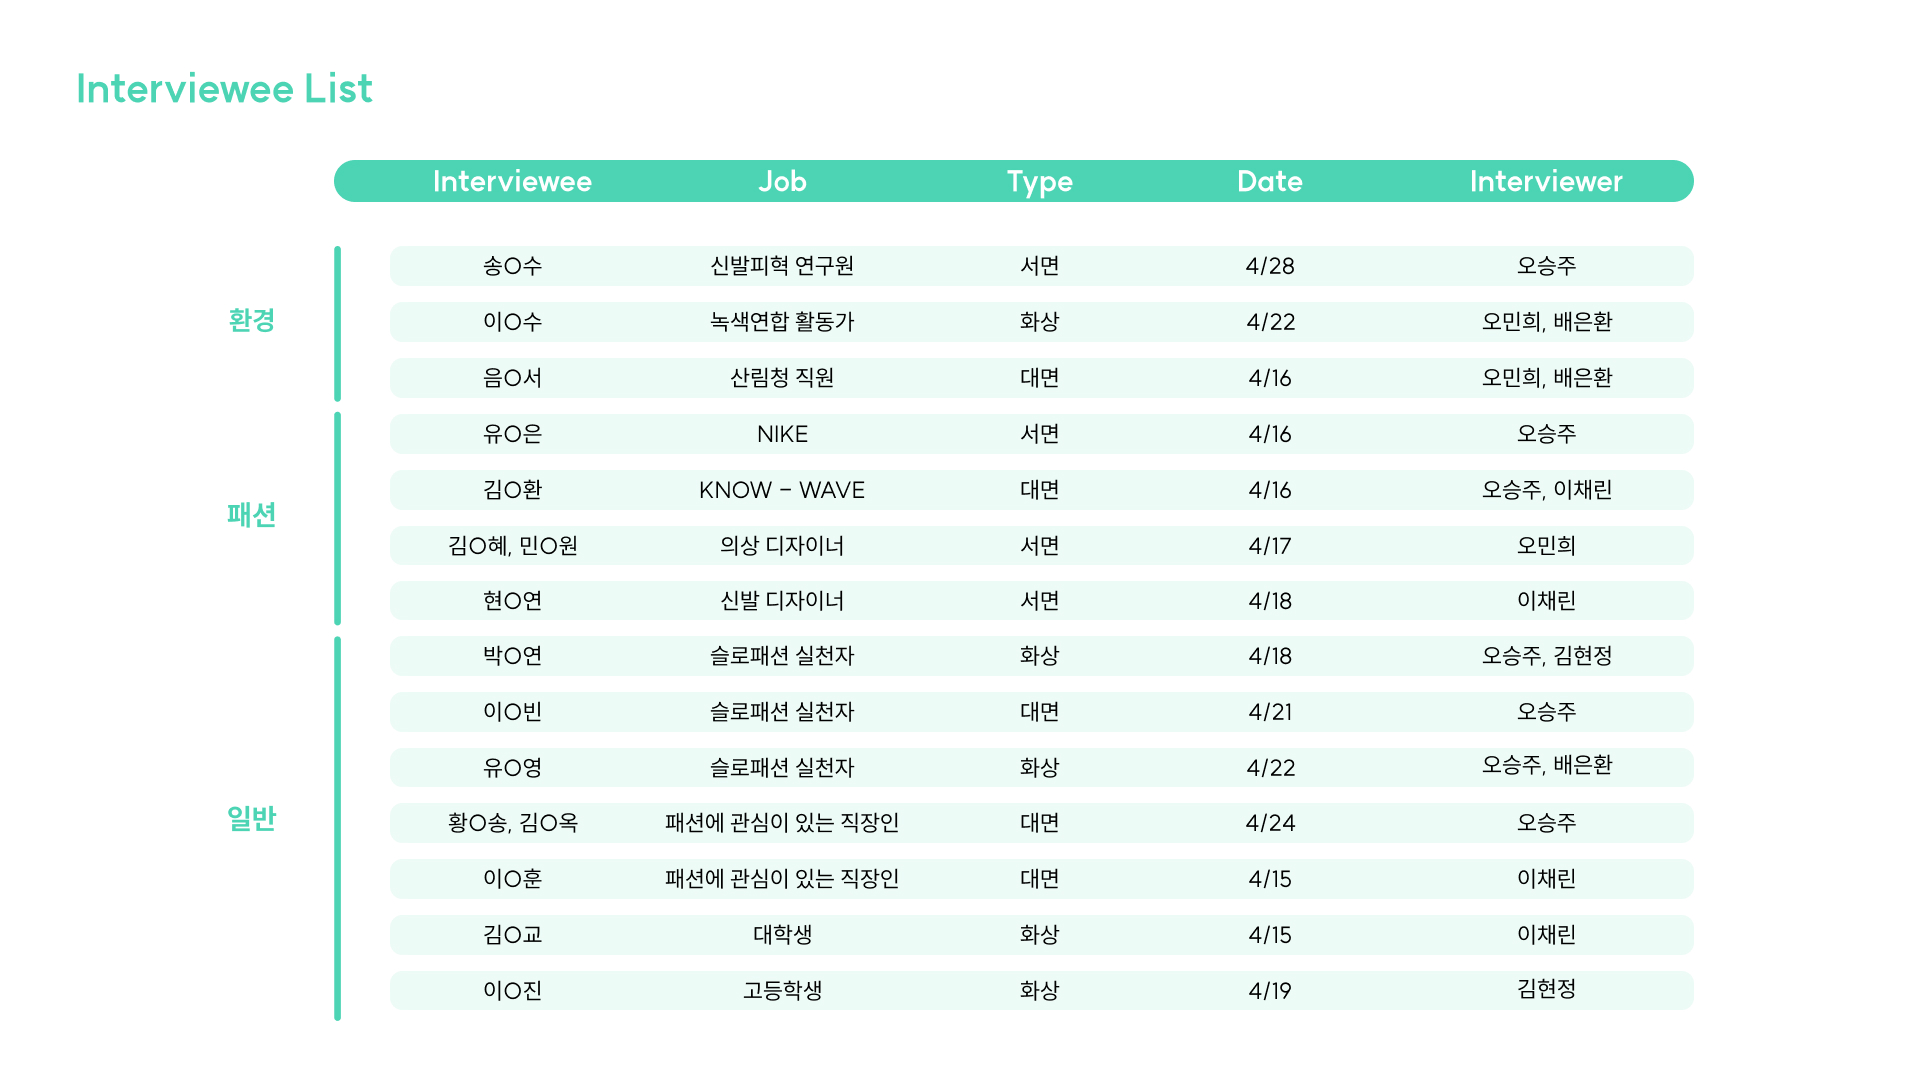 Interviewee List
Interviewee Job Type Date Interviewer
환경
송O수 신발피혁 연구원 서면 4/28 오승주
이O수 녹색연합 활동가 화상 4/22 오민희, 배은환
음O서 산림청 직원 대면 4/16 오민희, 배은환
패션
유O은 NIKE 서면 4/16 오승주
김O환 KNOW - WAVE 대면 4/16 오승주, 이채린
김O혜, 민O원 의상 디자이너 서면 4/17 오민희
현O연 신발 디자이너 서면 4/18 이채린
일반
박O연 슬로패션 실천자 화상 4/18 오승주, 김현정
이O빈 슬로패션 실천자 대면 4/21 오승주
유O영 슬로패션 실천자 화상 4/22 오승주, 배은환
황O송, 김O옥 패션에 관심이 있는 직장인 대면 4/24 오승주
이O훈 패션에 관심이 있는 직장인 대면 4/15 이채린
김O교 대학생 화상 4/15 이채린
이O진 고등학생 화상 4/19 김현정